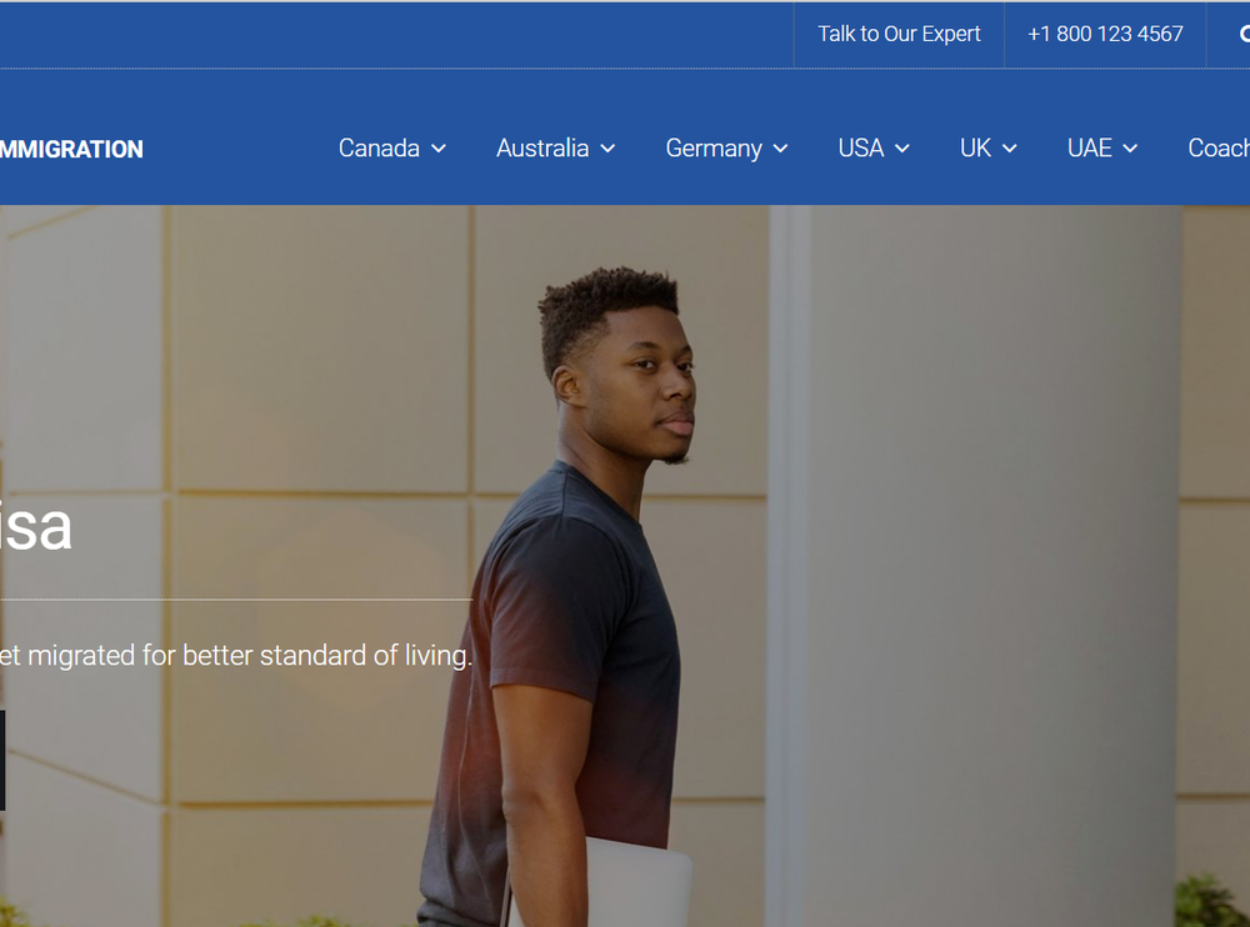 Talk to Our Expert +1 800 123 4567
MMIGRATION Canada Australia Germany USA UK UAE Coach
isa
et migrated for better standard of living.